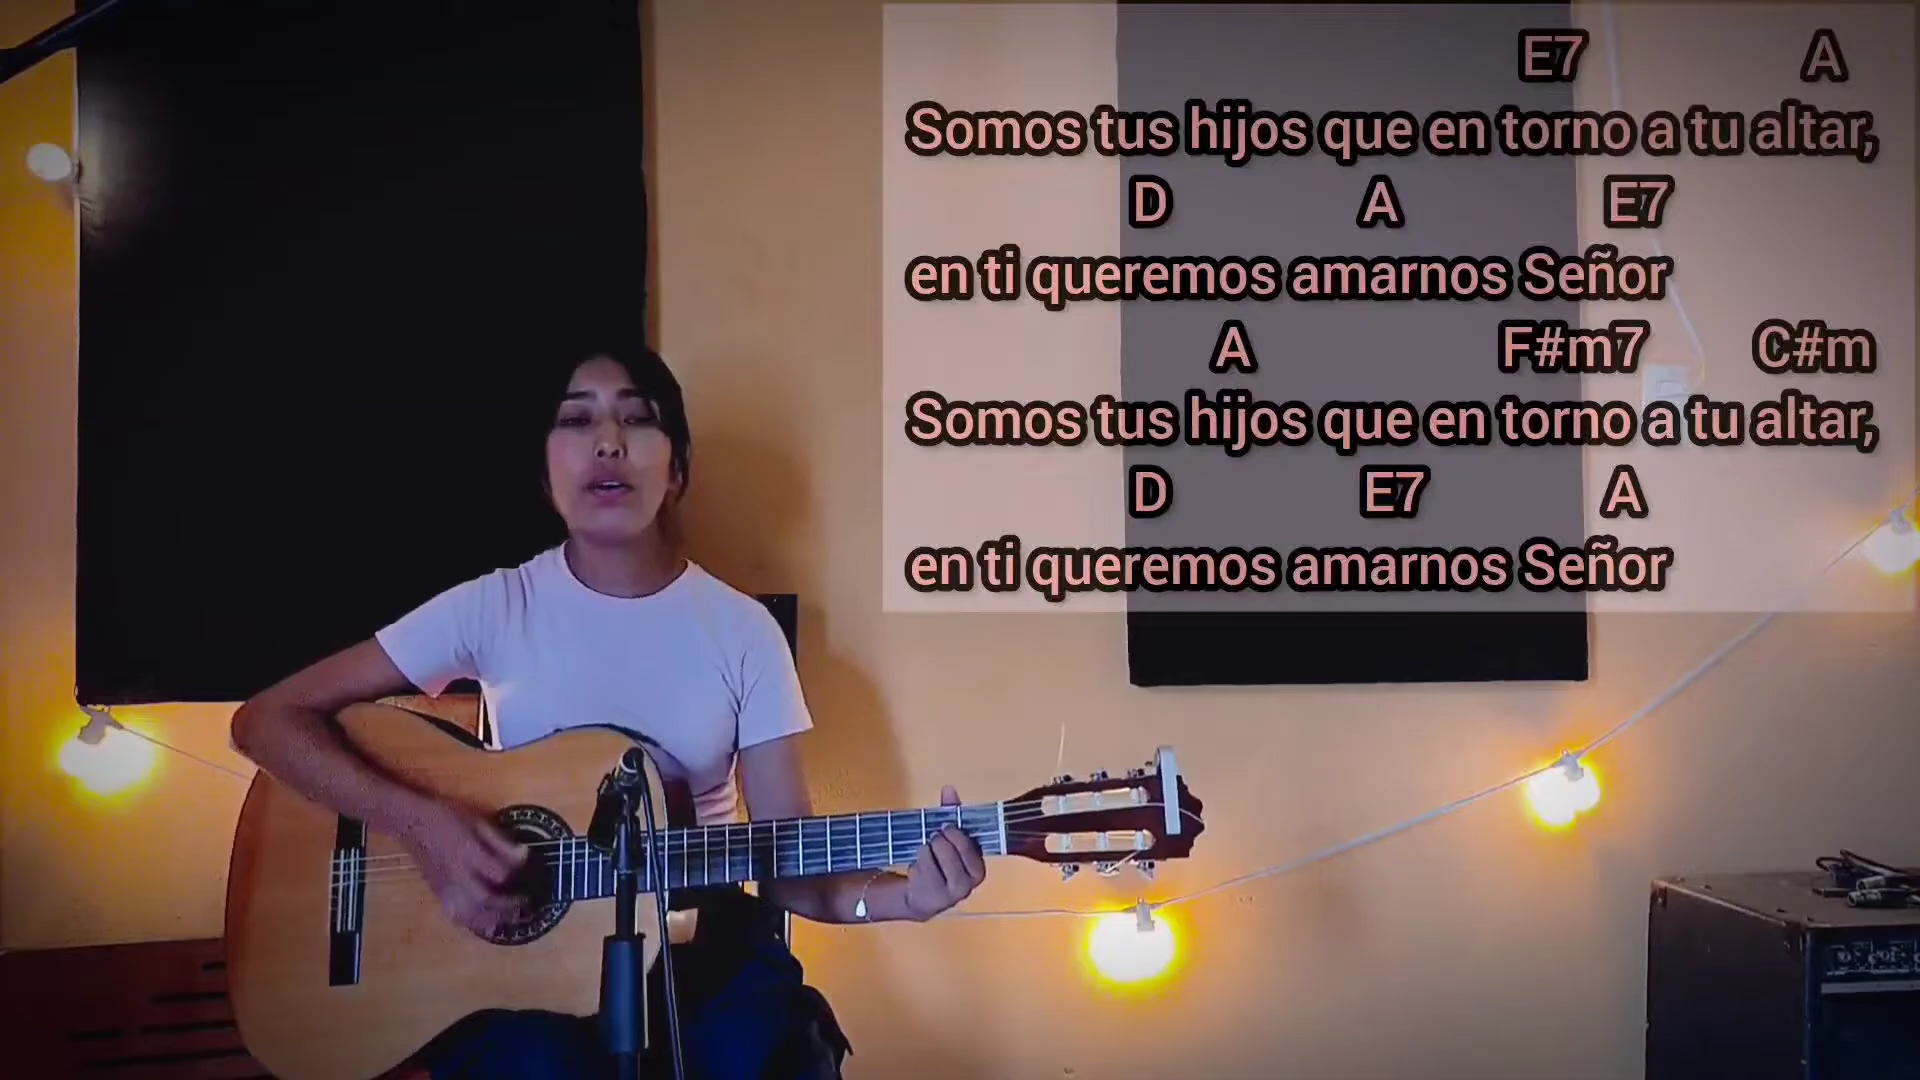 E7 A
Somos tus hijos que en torno a tu altar,
D A E7
en ti queremos amarnos Señor
A F#m7 C#m
Somos tus hijos que en torno a tu altar,
D E7 A
en ti queremos amarnos Señor